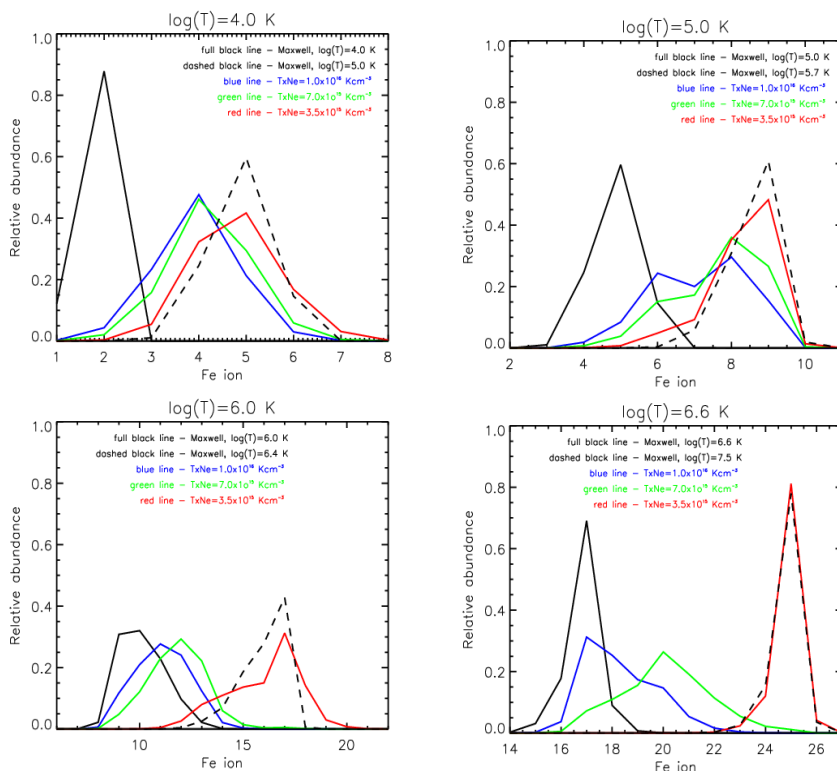 log(T)=4.0 K
full black line – Maxwell, log(T)=4.0 K
dashed black line – Maxwell, log(T)=5.0 K
blue line – TxNe=1.0x10¹⁶ Kcm⁻³
green line – TxNe=7.0x1o¹⁵ Kcm⁻³
red line – TxNe=3.5x10¹⁵ Kcm⁻³
Relative abundance
1.0
0.8
0.6
0.4
0.2
0.0
1 2 3 4 5 6 7 8
Fe ion
log(T)=5.0 K
full black line – Maxwell, log(T)=5.0 K
dashed black line – Maxwell, log(T)=5.7 K
blue line – TxNe=1.0x10¹⁶ Kcm⁻³
green line – TxNe=7.0x1o¹⁵ Kcm⁻³
red line – TxNe=3.5x10¹⁵ Kcm⁻³
Relative abundance
1.0
0.8
0.6
0.4
0.2
0.0
2 4 6 8 10
Fe ion
log(T)=6.0 K
full black line – Maxwell, log(T)=6.0 K
dashed black line – Maxwell, log(T)=6.4 K
blue line – TxNe=1.0x10¹⁶ Kcm⁻³
green line – TxNe=7.0x1o¹⁵ Kcm⁻³
red line – TxNe=3.5x10¹⁵ Kcm⁻³
Relative abundance
1.0
0.8
0.6
0.4
0.2
0.0
10 15 20
Fe ion
log(T)=6.6 K
full black line – Maxwell, log(T)=6.6 K
dashed black line – Maxwell, log(T)=7.5 K
blue line – TxNe=1.0x10¹⁶ Kcm⁻³
green line – TxNe=7.0x1o¹⁵ Kcm⁻³
red line – TxNe=3.5x10¹⁵ Kcm⁻³
Relative abundance
1.0
0.8
0.6
0.4
0.2
0.0
14 16 18 20 22 24 26
Fe ion